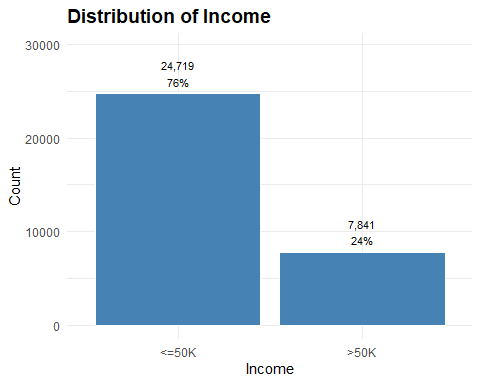 Distribution of Income
30000
24,719
76%
20000
Count
7,841
24%
10000
0
<=50K
>50K
Income